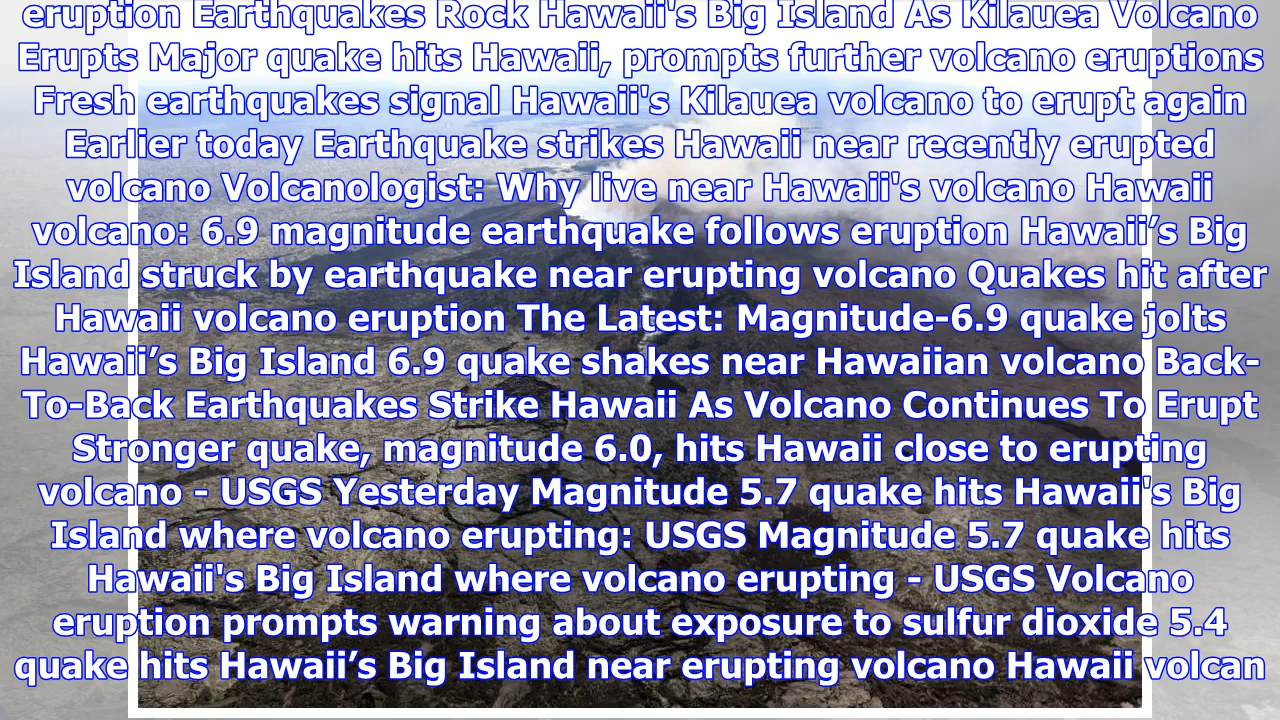 eruption Earthquakes Rock Hawaii's Big Island As Kilauea Volcano
Erupts Major quake hits Hawaii, prompts further volcano eruptions
Fresh earthquakes signal Hawaii's Kilauea volcano to erupt again
Earlier today Earthquake strikes Hawaii near recently erupted
volcano Volcanologist: Why live near Hawaii's volcano Hawaii
volcano: 6.9 magnitude earthquake follows eruption Hawaii’s Big
Island struck by earthquake near erupting volcano Quakes hit after
Hawaii volcano eruption The Latest: Magnitude-6.9 quake jolts
Hawaii’s Big Island 6.9 quake shakes near Hawaiian volcano Back-
To-Back Earthquakes Strike Hawaii As Volcano Continues To Erupt
Stronger quake, magnitude 6.0, hits Hawaii close to erupting
volcano - USGS Yesterday Magnitude 5.7 quake hits Hawaii's Big
Island where volcano erupting: USGS Magnitude 5.7 quake hits
Hawaii's Big Island where volcano erupting - USGS Volcano
eruption prompts warning about exposure to sulfur dioxide 5.4
quake hits Hawaii’s Big Island near erupting volcano Hawaii volcan